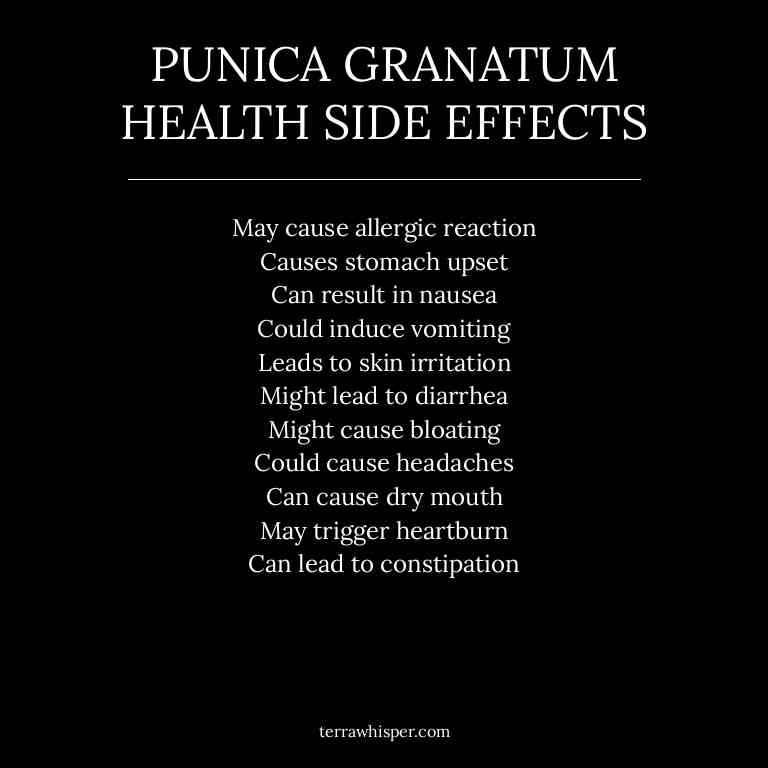 PUNICA GRANATUM
HEALTH SIDE EFFECTS
May cause allergic reaction
Causes stomach upset
Can result in nausea
Could induce vomiting
Leads to skin irritation
Might lead to diarrhea
Might cause bloating
Could cause headaches
Can cause dry mouth
May trigger heartburn
Can lead to constipation
terrawhisper.com